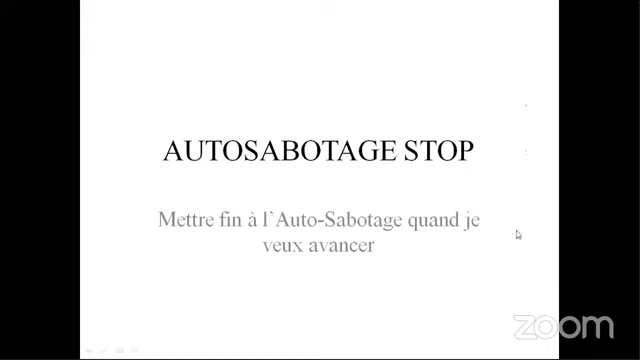 AUTOSABOTAGE STOP
Mettre fin à l'Auto-Sabotage quand je
veux avancer
zoom